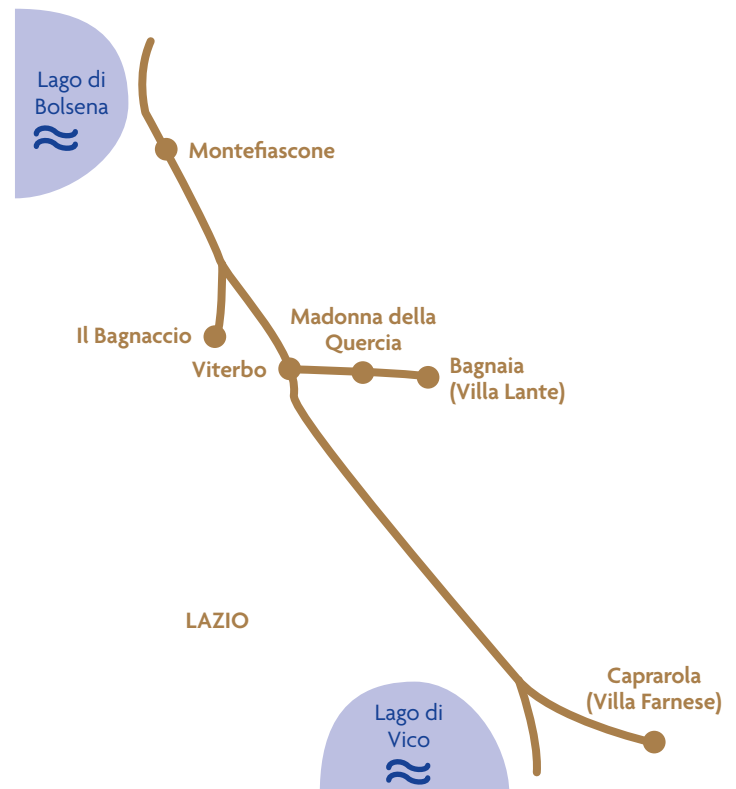 Lago di
Bolsena
Montefiascone
Madonna della
Quercia
Il Bagnaccio
Viterbo
Bagnaia
(Villa Lante)
LAZIO
Caprarola
(Villa Farnese)
Lago di
Vico